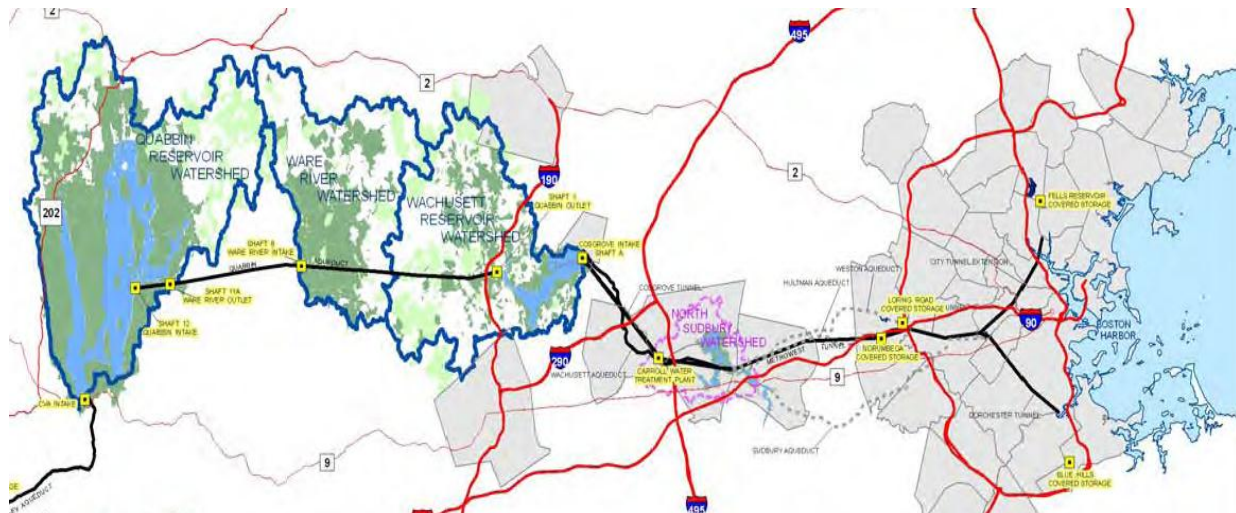 2
495
2
QUABBIN
RESERVOIR
WATERSHED
WARE
RIVER
WATERSHED
WACHUSETT
RESERVOIR
WATERSHED
190
SHAFT 1
QUABBIN OUTLET
2
202
FELLS RESERVOIR
COVERED STORAGE
SHAFT 8
WARE RIVER INTAKE
QUABBIN
AQUEDUCT
COSGROVE INTAKE
SHAFT A
SHAFT 11A
WARE RIVER OUTLET
SHAFT 12
QUABBIN INTAKE
COSGROVE TUNNEL
WESTON AQUEDUCT
CITY TUNNEL EXTENSION
HULTMAN AQUEDUCT
LORING ROAD
COVERED STORAGE
90
BOSTON
HARBOR
NORTH
SUDBURY
WATERSHED
METROWEST
TUNNEL
NORUMBEGA
COVERED STORAGE
290
WACHUSETT AQUEDUCT
CARROLL WATER
TREATMENT PLANT
9
CVA INTAKE
DORCHESTER TUNNEL
SUDBURY AQUEDUCT
9
BLUE HILLS
COVERED STORAGE
AQUEDUCT
495